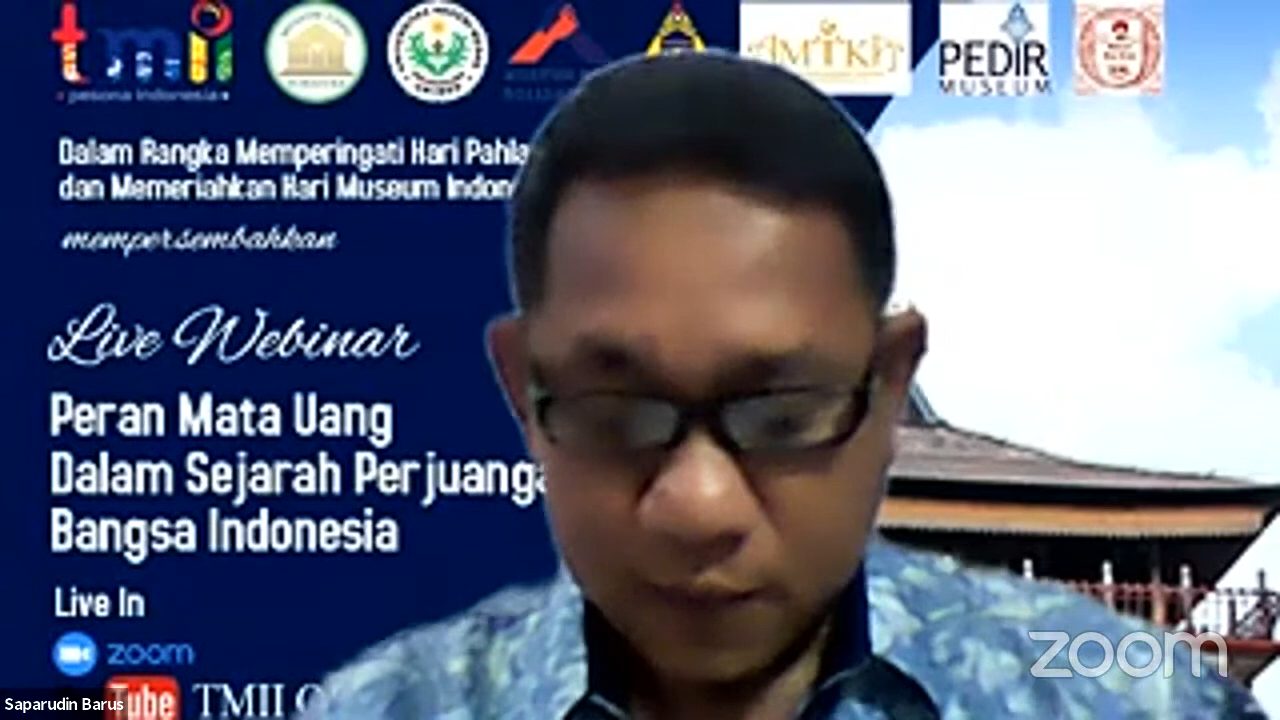 tmii
pesona indonesia
PEDIR
MUSEUM
Dalam Rangka Memperingati Hari Pahla
dan Memeriahkan Hari Museum Indon
mempersembahkan
Live Webinar
Peran Mata Uang
Dalam Sejarah Perjuanga
Bangsa Indonesia
Live In
zoom
Tube TMII O
Saparudin Barus
zoom